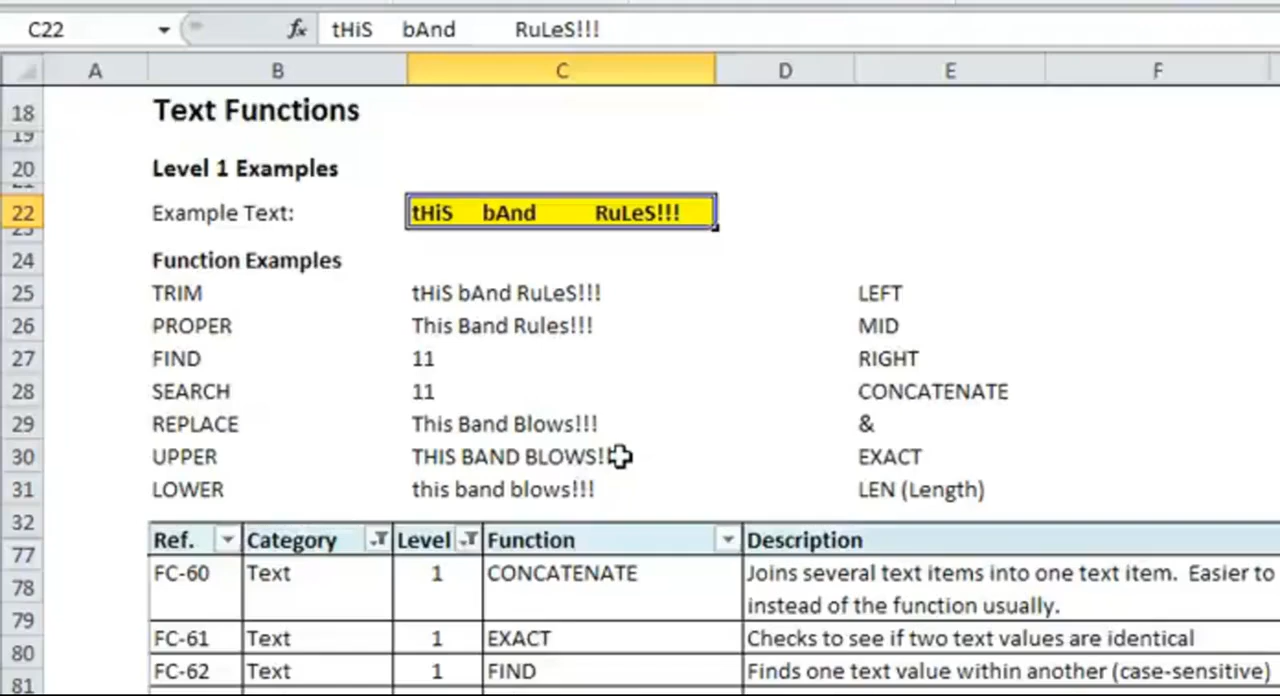 C22 fx tHiS bAnd RuLeS!!!
A B C D E F
18 Text Functions
19
20 Level 1 Examples
22 Example Text: tHiS bAnd RuLeS!!!
24 Function Examples
25 TRIM tHiS bAnd RuLeS!!! LEFT
26 PROPER This Band Rules!!! MID
27 FIND 11 RIGHT
28 SEARCH 11 CONCATENATE
29 REPLACE This Band Blows!!! &
30 UPPER THIS BAND BLOWS!! EXACT
31 LOWER this band blows!!! LEN (Length)
32
77 Ref. Category Level Function Description
78 FC-60 Text 1 CONCATENATE Joins several text items into one text item. Easier to
79 instead of the function usually.
80 FC-61 Text 1 EXACT Checks to see if two text values are identical
81 FC-62 Text 1 FIND Finds one text value within another (case-sensitive)